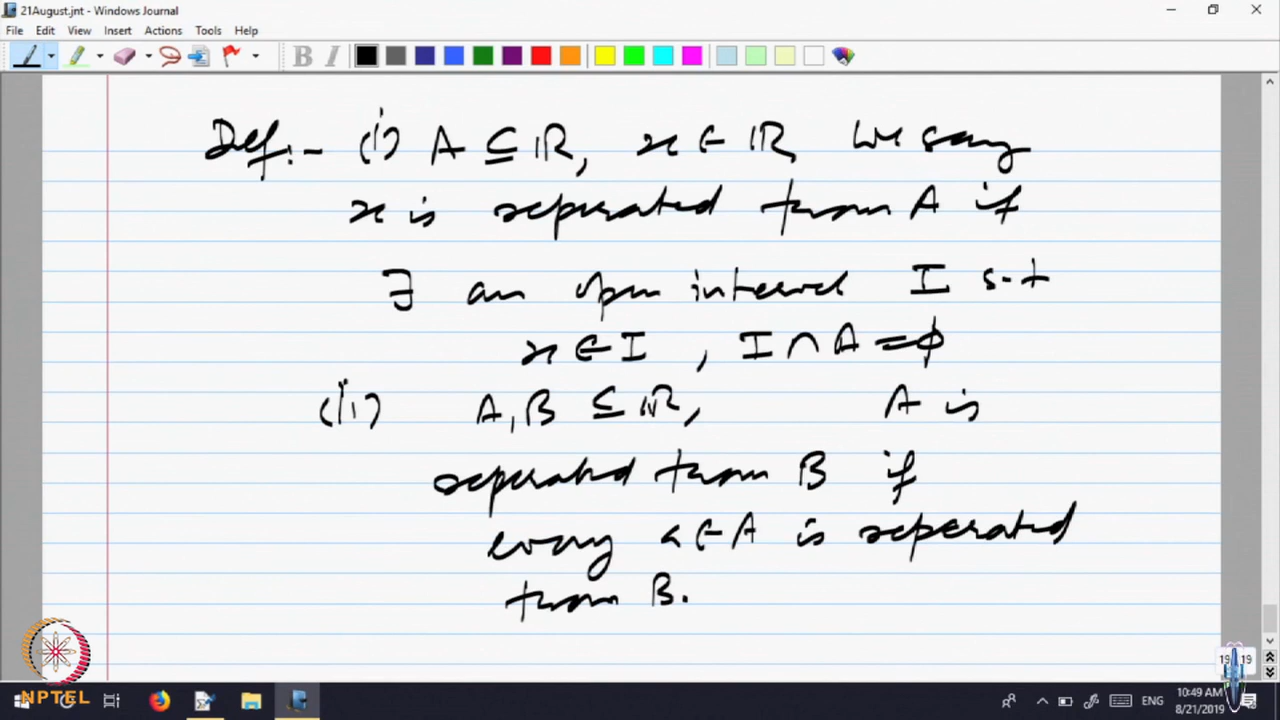 21August.jnt - Windows Journal
File Edit View Insert Actions Tools Help
B I
Def:- (i) A ⊆ ℝ, x ∈ ℝ We say
x is seperated from A if
∃ an open interval I s.t
x ∈ I , I ∩ A = ϕ
(ii) A, B ⊆ ℝ, A is
seperated from B if
every a ∈ A is seperated
from B.
19 19
NPTEL
ENG
10:49 AM
8/21/2019